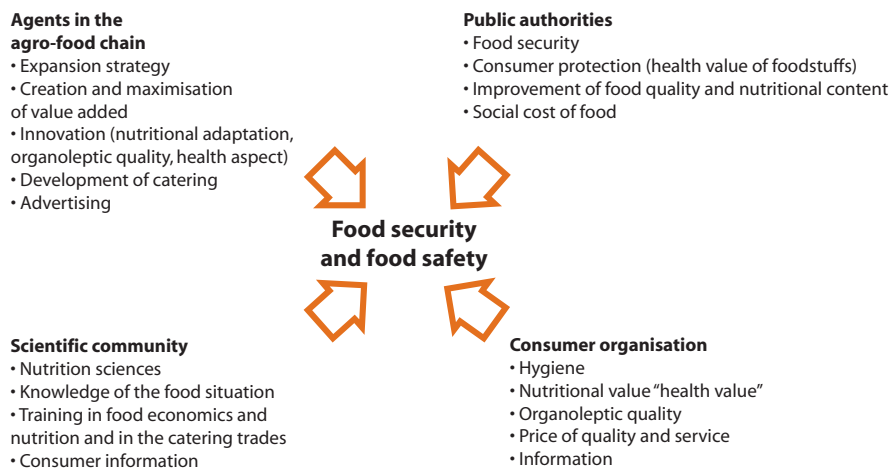 Agents in the
agro-food chain
• Expansion strategy
• Creation and maximisation
of value added
• Innovation (nutritional adaptation,
organoleptic quality, health aspect)
• Development of catering
• Advertising
Public authorities
• Food security
• Consumer protection (health value of foodstuffs)
• Improvement of food quality and nutritional content
• Social cost of food
Food security
and food safety
Scientific community
• Nutrition sciences
• Knowledge of the food situation
• Training in food economics and
nutrition and in the catering trades
• Consumer information
Consumer organisation
• Hygiene
• Nutritional value “health value”
• Organoleptic quality
• Price of quality and service
• Information